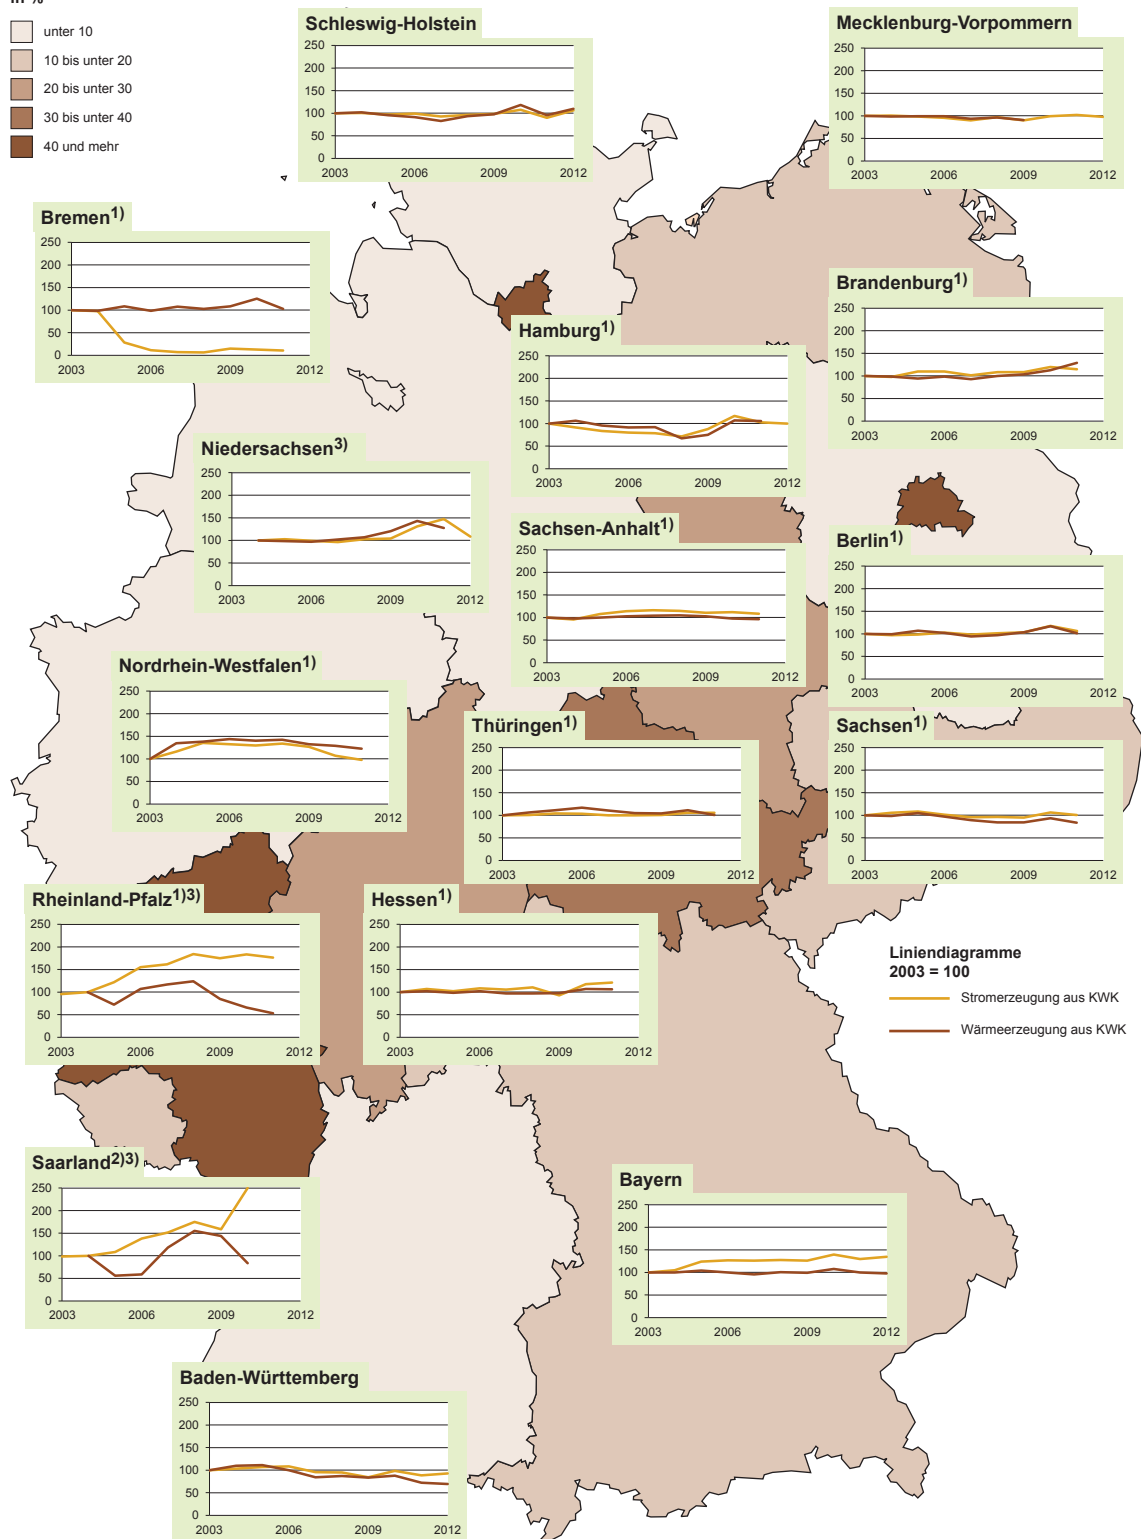 in %
unter 10
10 bis unter 20
20 bis unter 30
30 bis unter 40
40 und mehr
Schleswig-Holstein
250
200
150
100
50
0
2003 2006 2009 2012
Mecklenburg-Vorpommern
250
200
150
100
50
0
2003 2006 2009 2012
Bremen1)
250
200
150
100
50
0
2003 2006 2009 2012
Brandenburg1)
250
200
150
100
50
0
2003 2006 2009 2012
Hamburg1)
250
200
150
100
50
0
2003 2006 2009 2012
Niedersachsen3)
250
200
150
100
50
0
2003 2006 2009 2012
Sachsen-Anhalt1)
250
200
150
100
50
0
2003 2006 2009 2012
Berlin1)
250
200
150
100
50
0
2003 2006 2009 2012
Nordrhein-Westfalen1)
250
200
150
100
50
0
2003 2006 2009 2012
Thüringen1)
250
200
150
100
50
0
2003 2006 2009 2012
Sachsen1)
250
200
150
100
50
0
2003 2006 2009 2012
Rheinland-Pfalz1)3)
250
200
150
100
50
0
2003 2006 2009 2012
Hessen1)
250
200
150
100
50
0
2003 2006 2009 2012
Liniendiagramme
2003 = 100
Stromerzeugung aus KWK
Wärmeerzeugung aus KWK
Saarland2)3)
250
200
150
100
50
0
2003 2006 2009 2012
Bayern
250
200
150
100
50
0
2003 2006 2009 2012
Baden-Württemberg
250
200
150
100
50
0
2003 2006 2009 2012